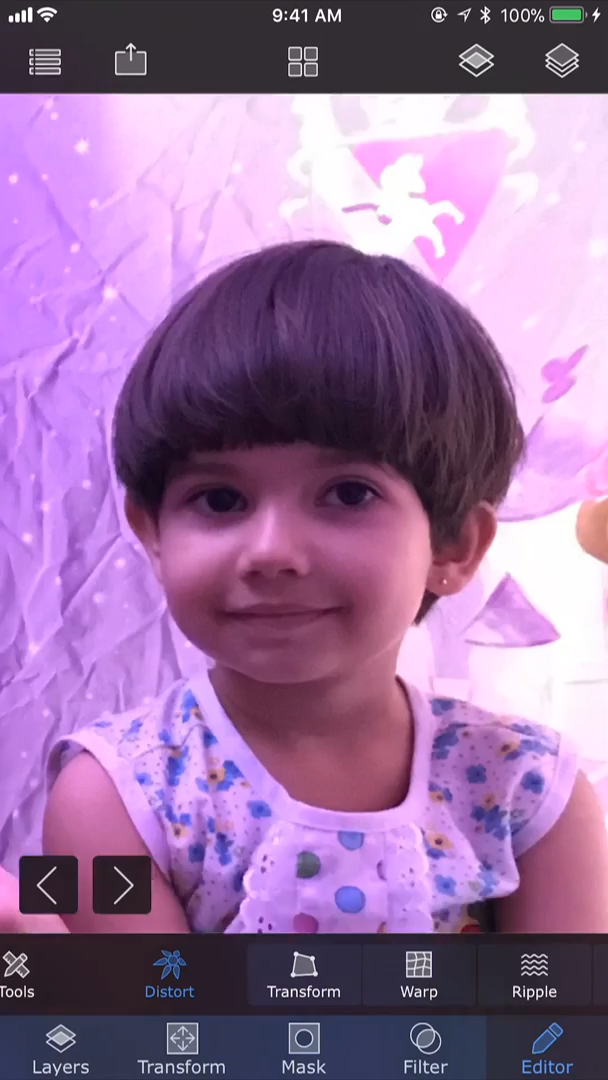 9:41 AM 100%
Tools Distort Transform Warp Ripple
Layers Transform Mask Filter Editor